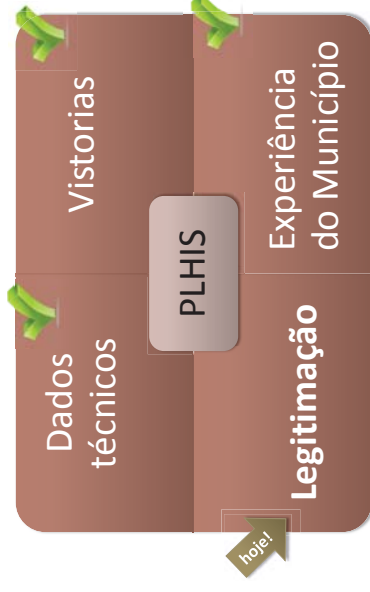 Dados
técnicos
Vistorias
PLHIS
Legitimação
Experiência
do Município
hoje!